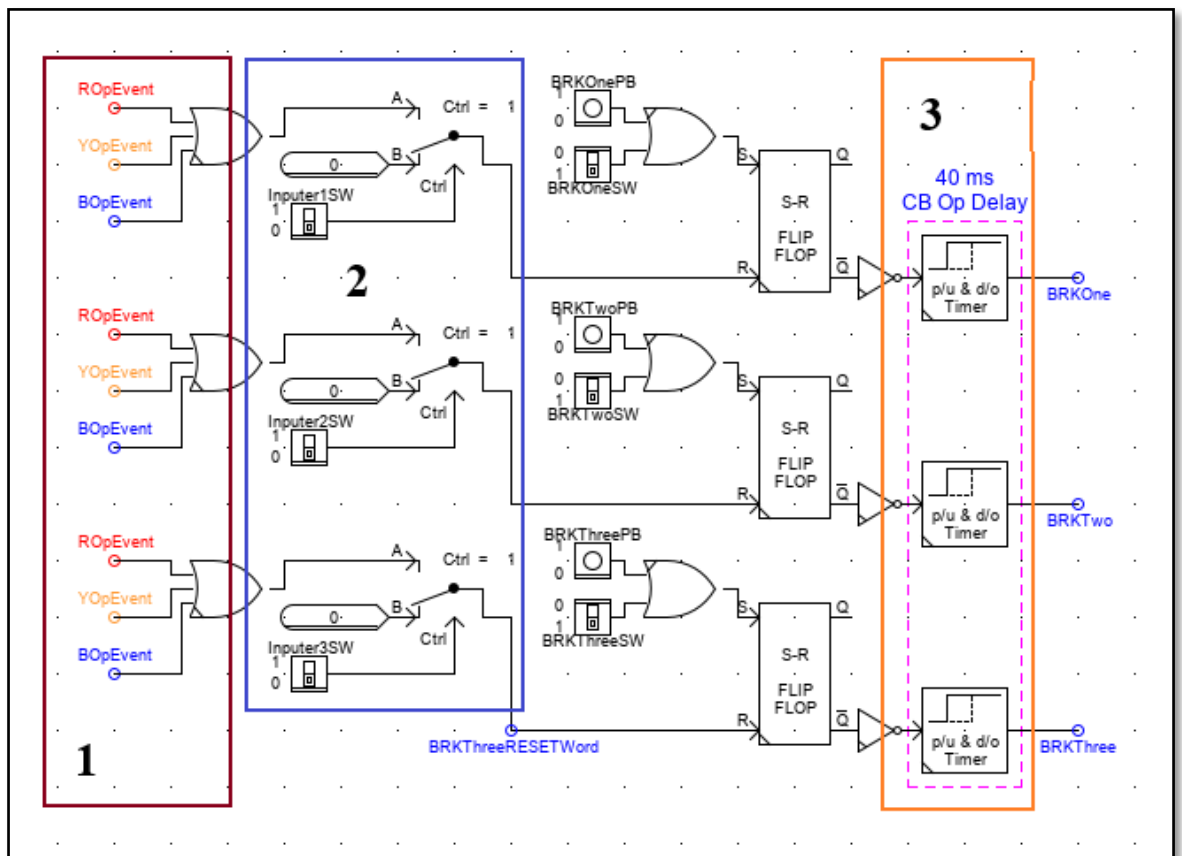 BRKOnePB
ROpEvent
A
Ctrl = 1
1
0
3
YOpEvent
0
B
0
1
S
Q
BRKOneSW
40 ms
CB Op Delay
Inputer1SW
Ctrl
BOpEvent
1
0
S-R
FLIP
FLOP
2
R
Q
p/u & d/o
Timer
BRKOne
BRKTwoPB
ROpEvent
A
Ctrl = 1
1
0
YOpEvent
0
B
0
1
S
Q
BRKTwoSW
Inputer2SW
Ctrl
BOpEvent
1
0
S-R
FLIP
FLOP
R
Q
p/u & d/o
Timer
BRKTwo
BRKThreePB
ROpEvent
A
Ctrl = 1
1
0
YOpEvent
0
B
0
1
S
Q
BRKThreeSW
Inputer3SW
Ctrl
BOpEvent
1
0
S-R
FLIP
FLOP
R
Q
p/u & d/o
Timer
BRKThree
BRKThreeRESETWord
1